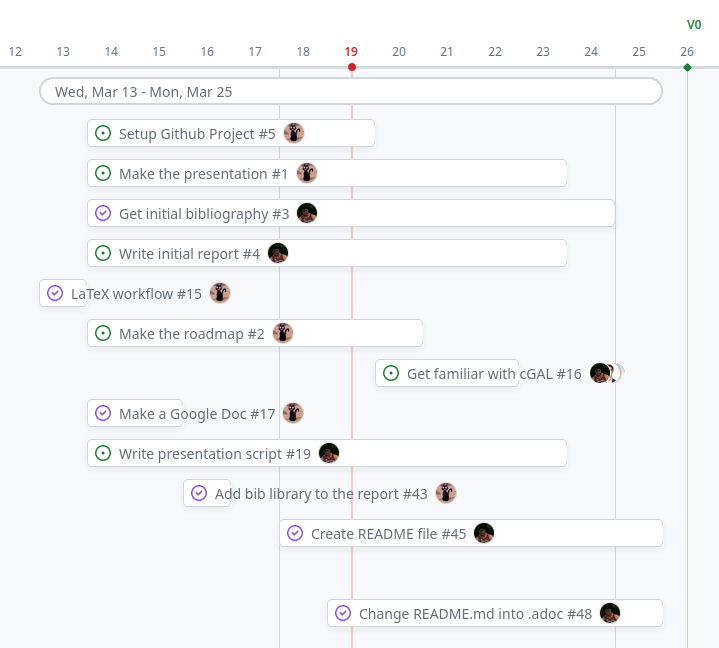 V0
12 13 14 15 16 17 18 19 20 21 22 23 24 25 26
Wed, Mar 13 - Mon, Mar 25
Setup Github Project #5
Make the presentation #1
Get initial bibliography #3
Write initial report #4
LaTeX workflow #15
Make the roadmap #2
Get familiar with cGAL #16
Make a Google Doc #17
Write presentation script #19
Add bib library to the report #43
Create README file #45
Change README.md into .adoc #48